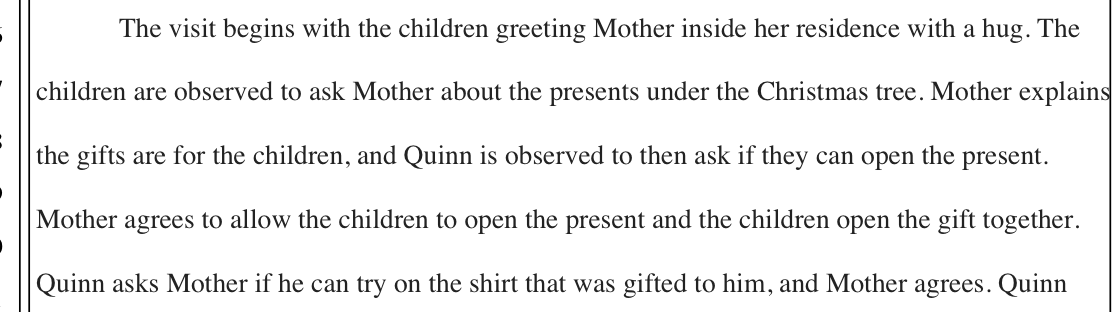 The visit begins with the children greeting Mother inside her residence with a hug. The
children are observed to ask Mother about the presents under the Christmas tree. Mother explains
the gifts are for the children, and Quinn is observed to then ask if they can open the present.
Mother agrees to allow the children to open the present and the children open the gift together.
Quinn asks Mother if he can try on the shirt that was gifted to him, and Mother agrees. Quinn